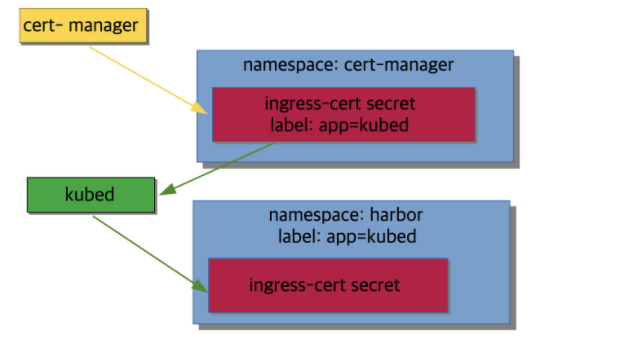 cert- manager
namespace: cert-manager
ingress-cert secret
label: app=kubed
kubed
namespace: harbor
label: app=kubed
ingress-cert secret